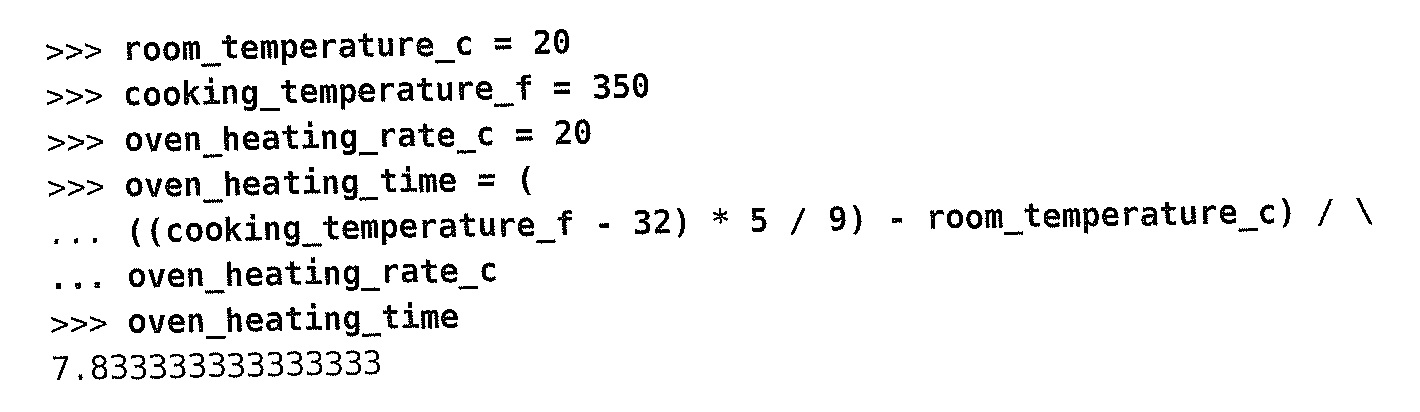 >>> room_temperature_c = 20
>>> cooking_temperature_f = 350
>>> oven_heating_rate_c = 20
>>> oven_heating_time = (
... ((cooking_temperature_f - 32) * 5 / 9) - room_temperature_c) / \
... oven_heating_rate_c
>>> oven_heating_time
7.833333333333333